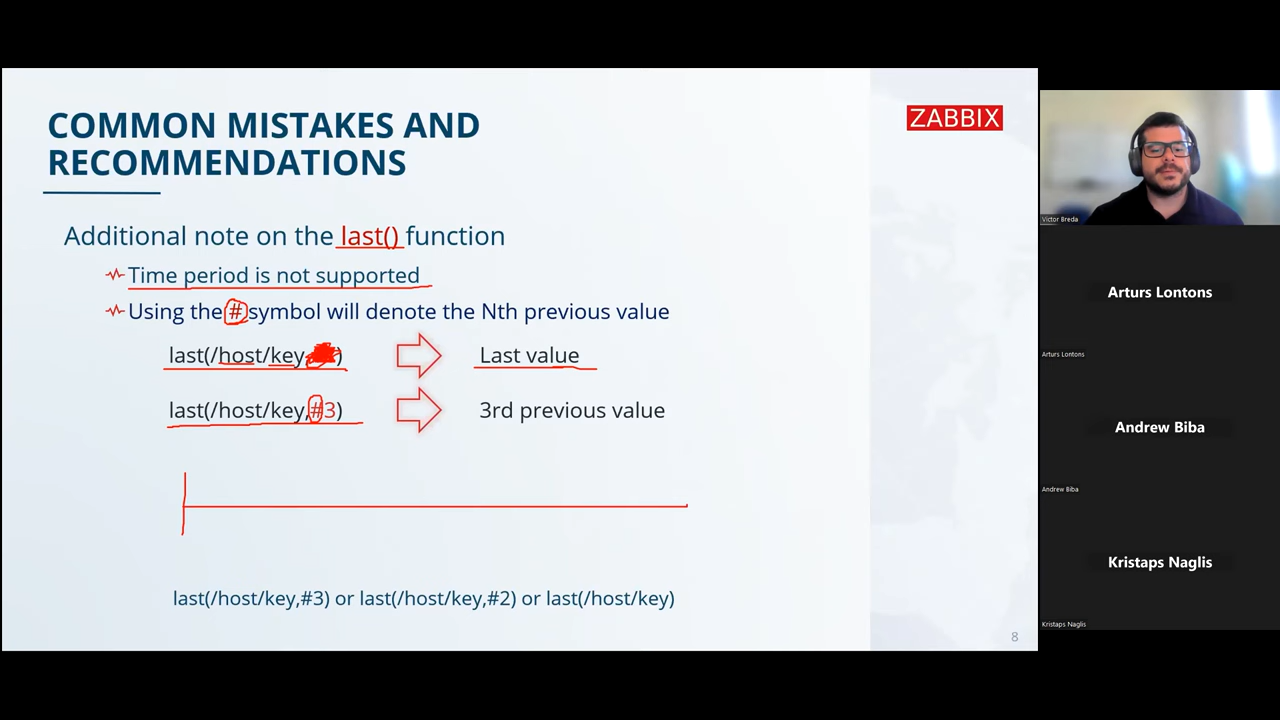 COMMON MISTAKES AND
RECOMMENDATIONS
ZABBIX
Additional note on the last() function
Time period is not supported
Using the # symbol will denote the Nth previous value
last(/host/key, )
Last value
last(/host/key,#3)
3rd previous value
last(/host/key,#3) or last(/host/key,#2) or last(/host/key)
8
Victor Breda
Arturs Lontons
Arturs Lontons
Andrew Biba
Andrew Biba
Kristaps Naglis
Kristaps Naglis